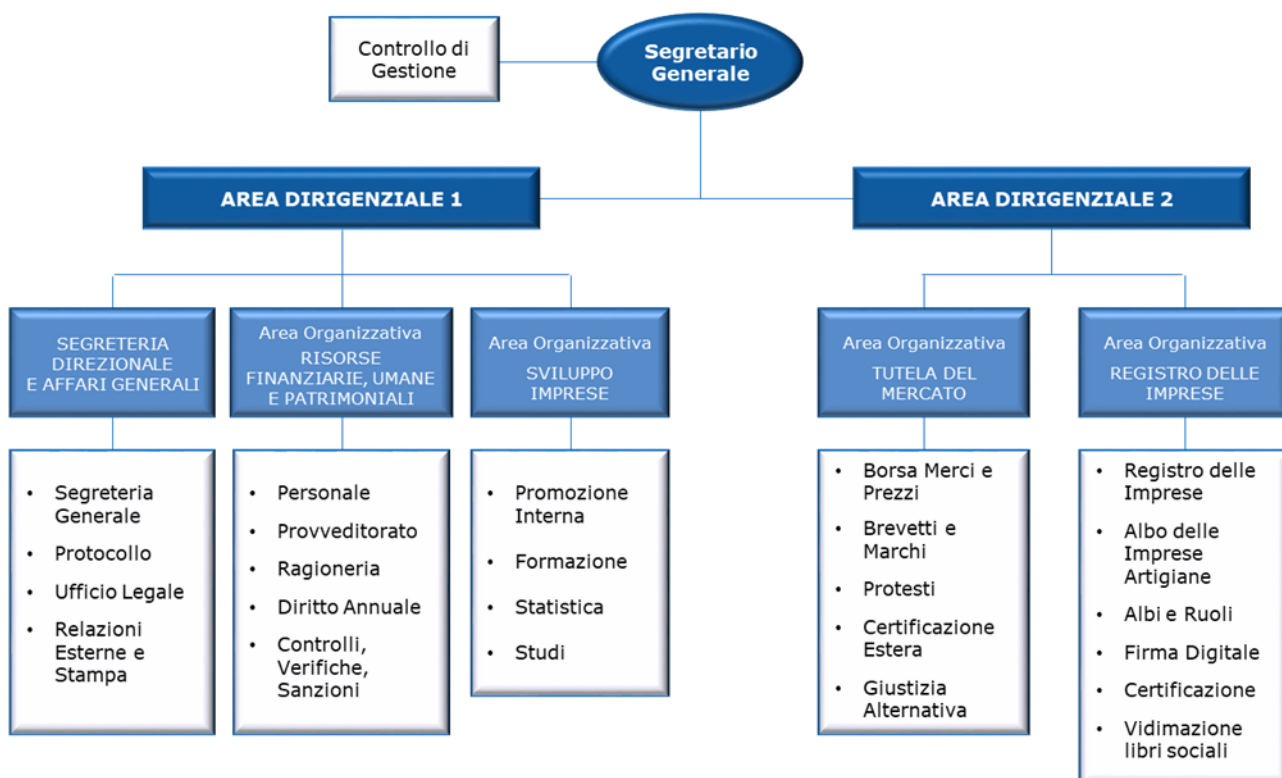 Controllo di
Gestione
Segretario
Generale
AREA DIRIGENZIALE 1
AREA DIRIGENZIALE 2
SEGRETERIA
DIREZIONALE
E AFFARI GENERALI
Area Organizzativa
RISORSE
FINANZIARIE, UMANE
E PATRIMONIALI
Area Organizzativa
SVILUPPO
IMPRESE
Area Organizzativa
TUTELA DEL
MERCATO
Area Organizzativa
REGISTRO DELLE
IMPRESE
• Segreteria
Generale
• Protocollo
• Ufficio Legale
• Relazioni
Esterne e
Stampa
• Personale
• Provveditorato
• Ragioneria
• Diritto Annuale
• Controlli,
Verifiche,
Sanzioni
• Promozione
Interna
• Formazione
• Statistica
• Studi
• Borsa Merci e
Prezzi
• Brevetti e
Marchi
• Protesti
• Certificazione
Estera
• Giustizia
Alternativa
• Registro delle
Imprese
• Albo delle
Imprese
Artigiane
• Albi e Ruoli
• Firma Digitale
• Certificazione
• Vidimazione
libri sociali